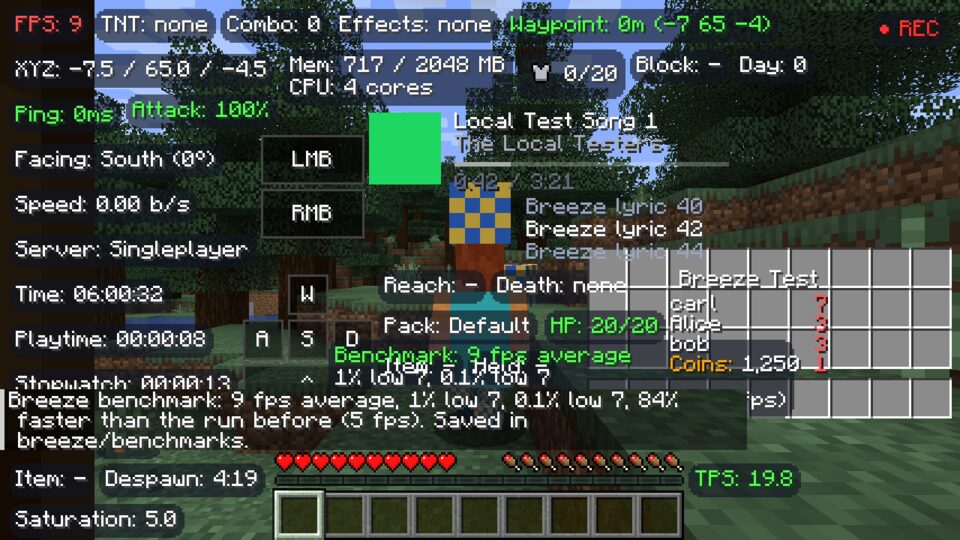 FPS: 9 TNT: none Combo: 0 Effects: none Waypoint: 0m (-7 65 -4) REC
XYZ: -7.5 / 65.0 / -4.5 Mem: 717 / 2048 MB 0/20 Block: - Day: 0
CPU: 4 cores
Ping: 0ms Attack: 100%
Local Test Song 1
The Local Testers
Facing: South (0°) LMB
0:42 / 3:21
Speed: 0.00 b/s RMB
Breeze lyric 40
Breeze lyric 42
Breeze lyric 44
Server: Singleplayer
Breeze Test
Reach: - Death: none
Time: 06:00:32 W
carl 7
Alice 3
bob 3
Playtime: 00:00:08 A S D
Pack: Default HP: 20/20
Benchmark: 9 fps average
Coins: 1,250 1
Item: - Held -
1% low 7, 0.1% low 7
Stopwatch: 00:00:13
Breeze benchmark: 9 fps average, 1% low 7, 0.1% low 7, 84%
faster than the run before (5 fps). Saved in
breeze/benchmarks.
fps)
Item: - Despawn: 4:19 TPS: 19.8
Saturation: 5.0